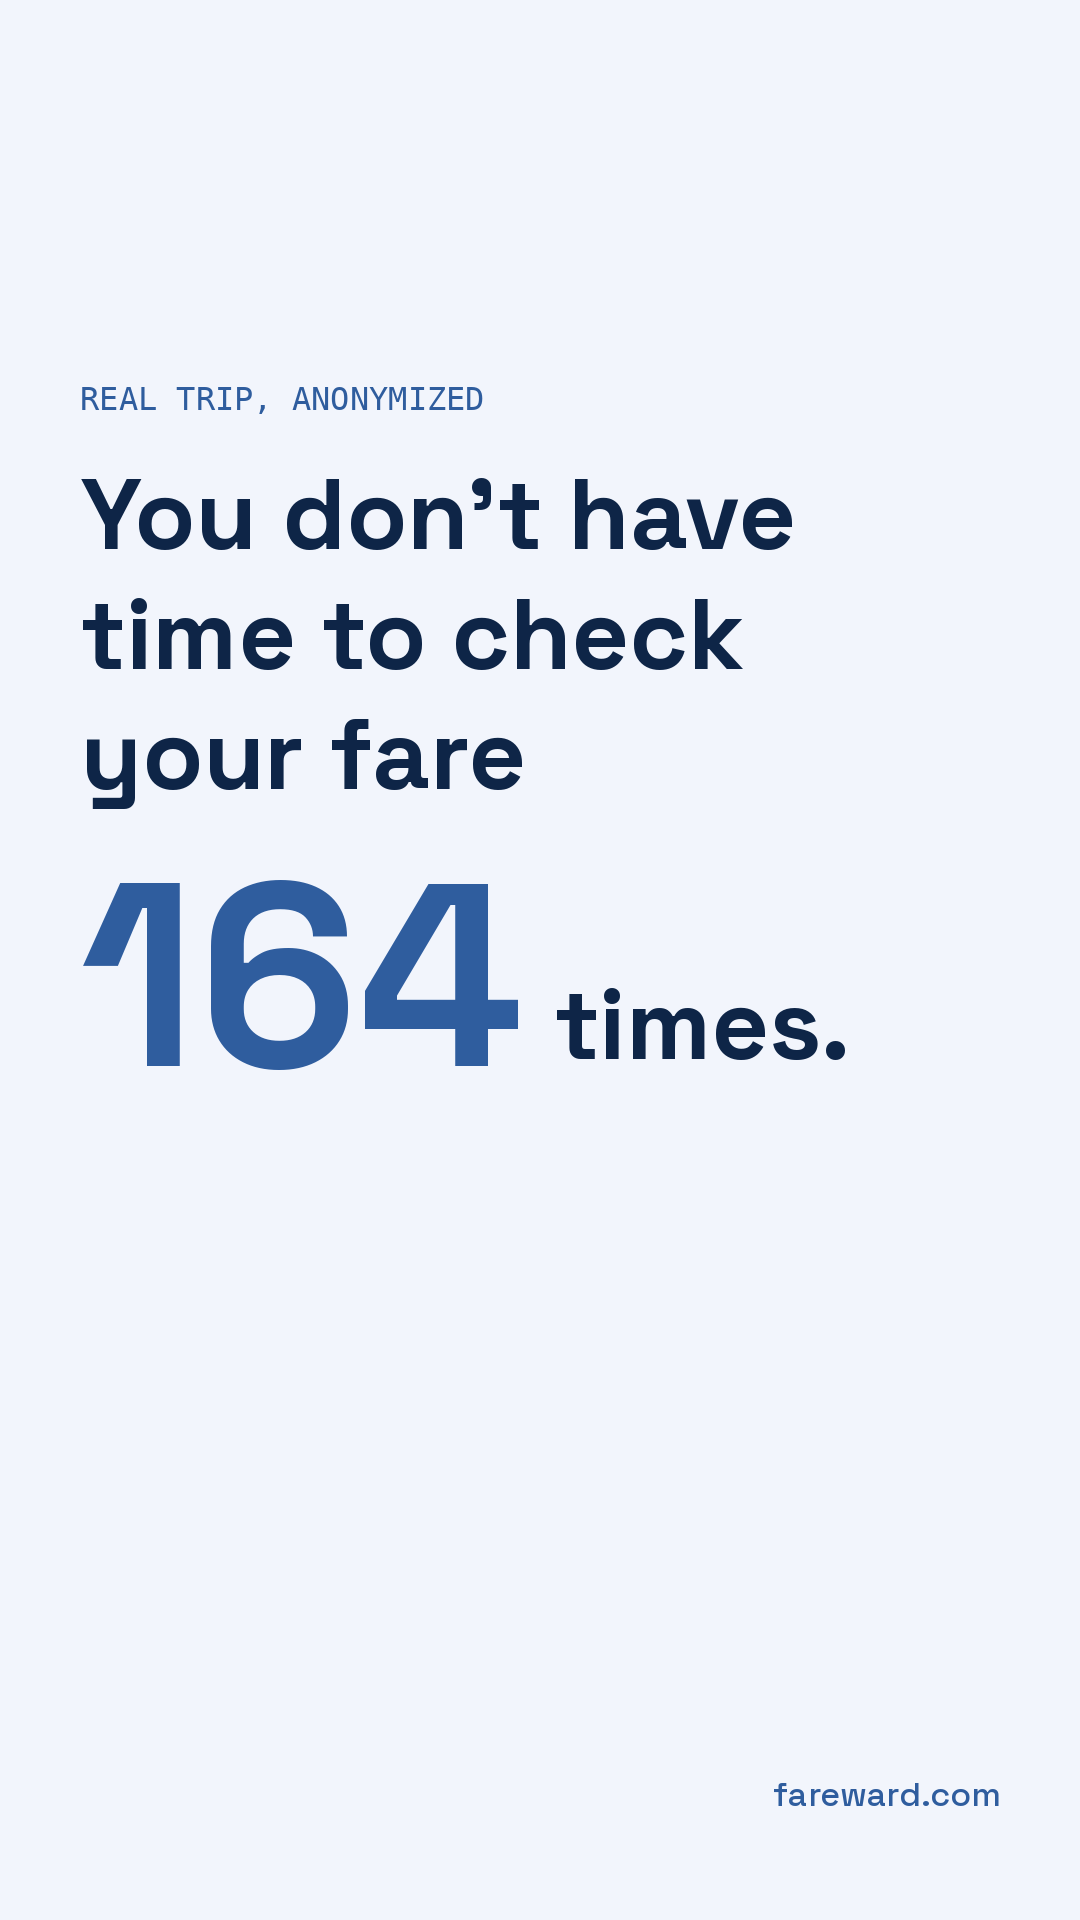 REAL TRIP, ANONYMIZED
You don’t have
time to check
your fare
164 times.
fareward.com